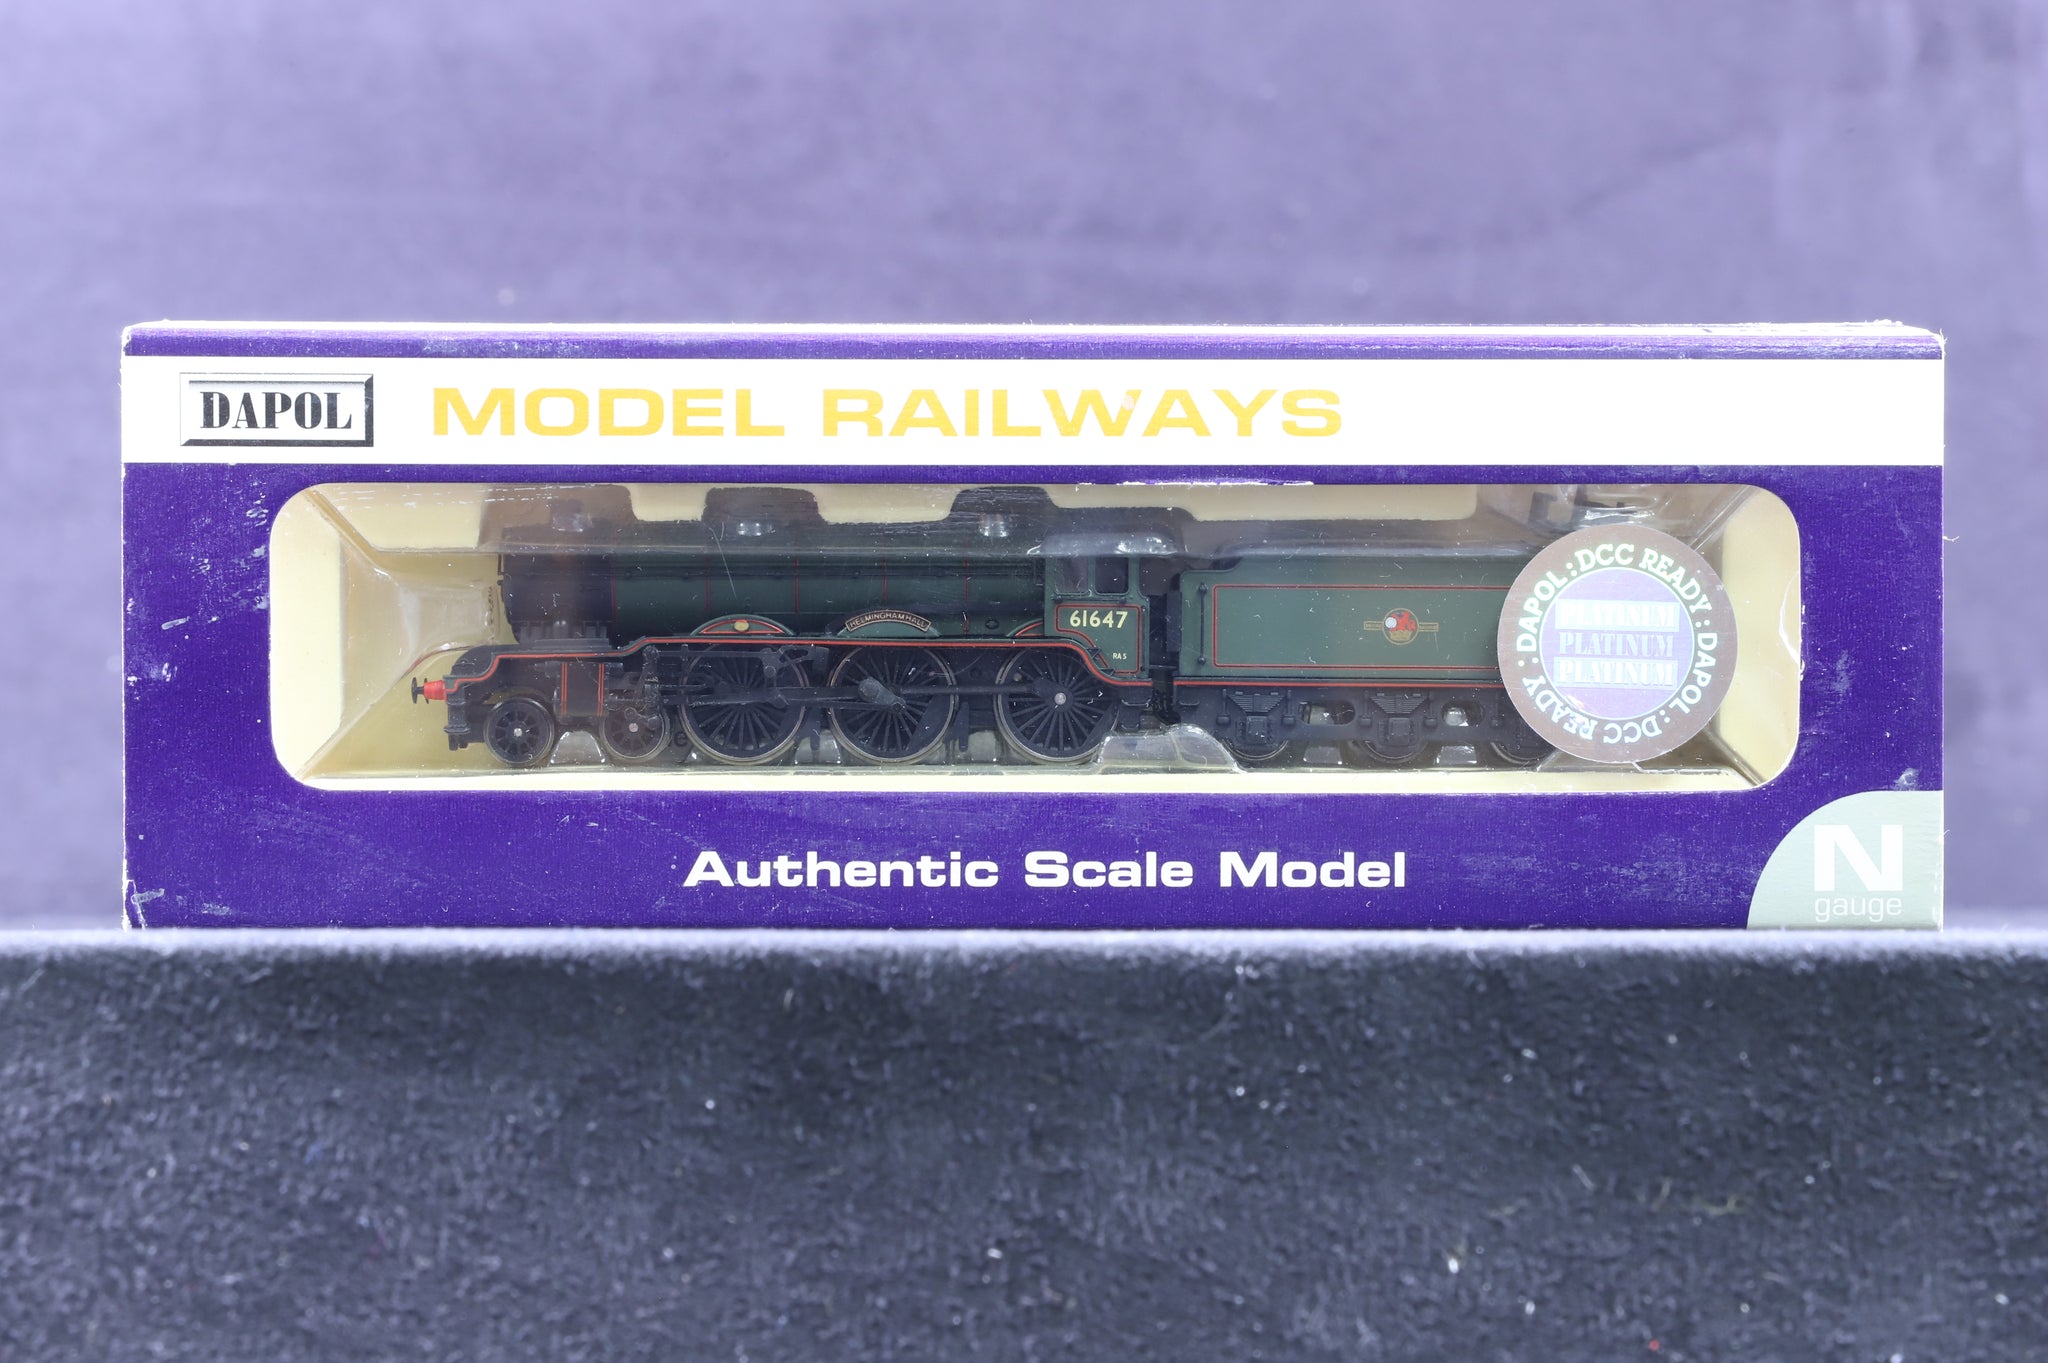 DAPOL
MODEL RAILWAYS
HELMINGHAM HALL
61647
RA5
DAPOL : DCC READY : DAPOL : DCC READY :
PLATINUM
PLATINUM
PLATINUM
Authentic Scale Model
N
gauge